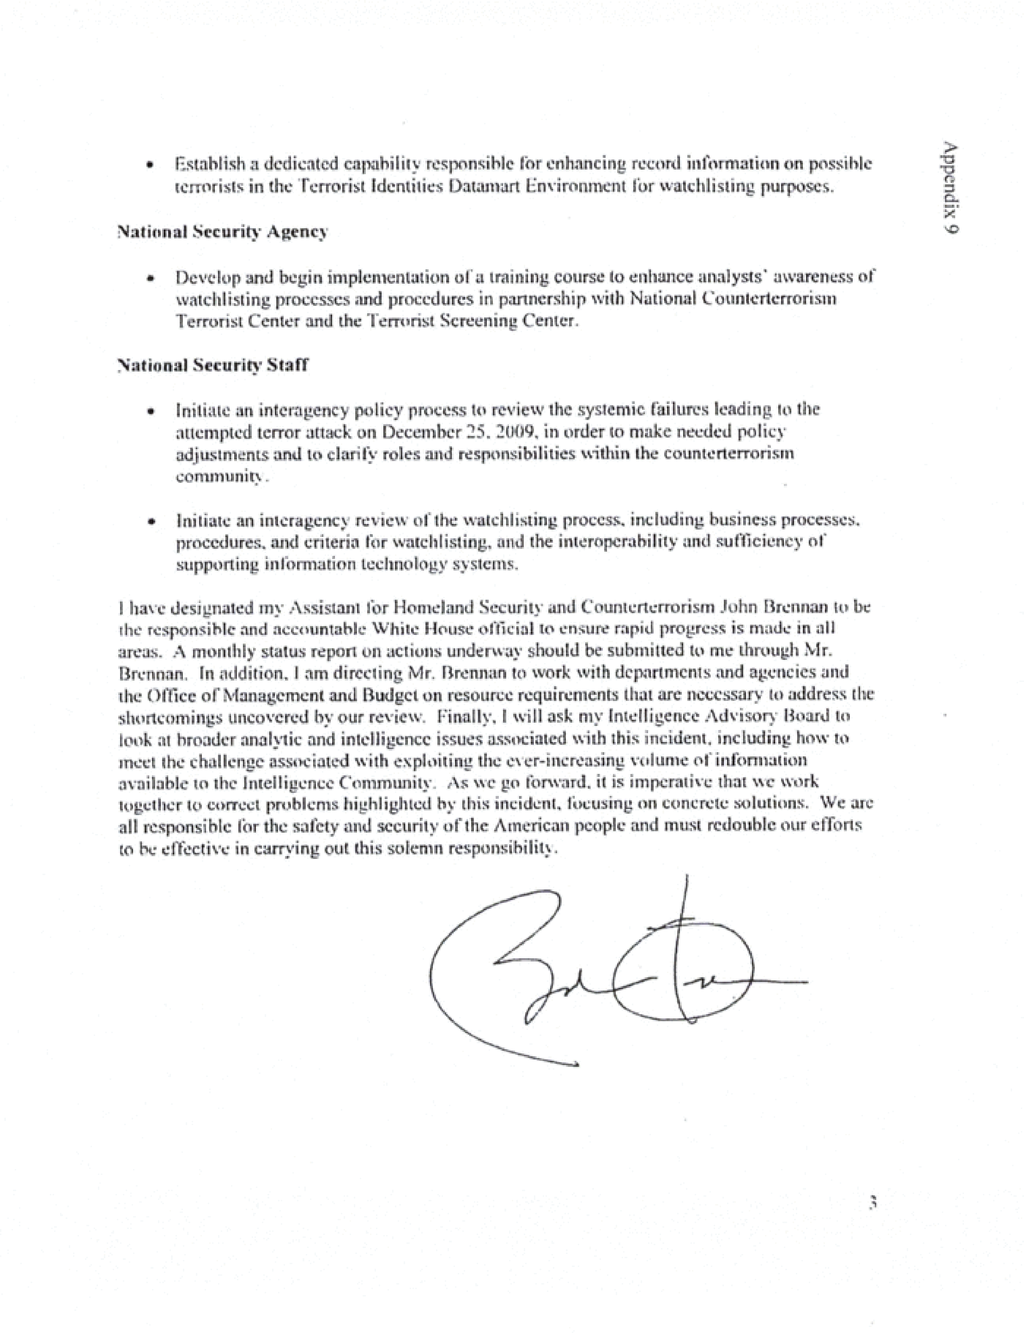 Appendix 9
• Establish a dedicated capability responsible for enhancing record information on possible
terrorists in the Terrorist Identities Datamart Environment for watchlisting purposes.
National Security Agency
• Develop and begin implementation of a training course to enhance analysts' awareness of
watchlisting processes and procedures in partnership with National Counterterrorism
Terrorist Center and the Terrorist Screening Center.
National Security Staff
• Initiate an interagency policy process to review the systemic failures leading to the
attempted terror attack on December 25, 2009, in order to make needed policy
adjustments and to clarify roles and responsibilities within the counterterrorism
community.
• Initiate an interagency review of the watchlisting process, including business processes,
procedures, and criteria for watchlisting, and the interoperability and sufficiency of
supporting information technology systems.
I have designated my Assistant for Homeland Security and Counterterrorism John Brennan to be
the responsible and accountable White House official to ensure rapid progress is made in all
areas. A monthly status report on actions underway should be submitted to me through Mr.
Brennan. In addition, I am directing Mr. Brennan to work with departments and agencies and
the Office of Management and Budget on resource requirements that are necessary to address the
shortcomings uncovered by our review. Finally, I will ask my Intelligence Advisory Board to
look at broader analytic and intelligence issues associated with this incident, including how to
meet the challenge associated with exploiting the ever-increasing volume of information
available to the Intelligence Community. As we go forward, it is imperative that we work
together to correct problems highlighted by this incident, focusing on concrete solutions. We are
all responsible for the safety and security of the American people and must redouble our efforts
to be effective in carrying out this solemn responsibility.
3